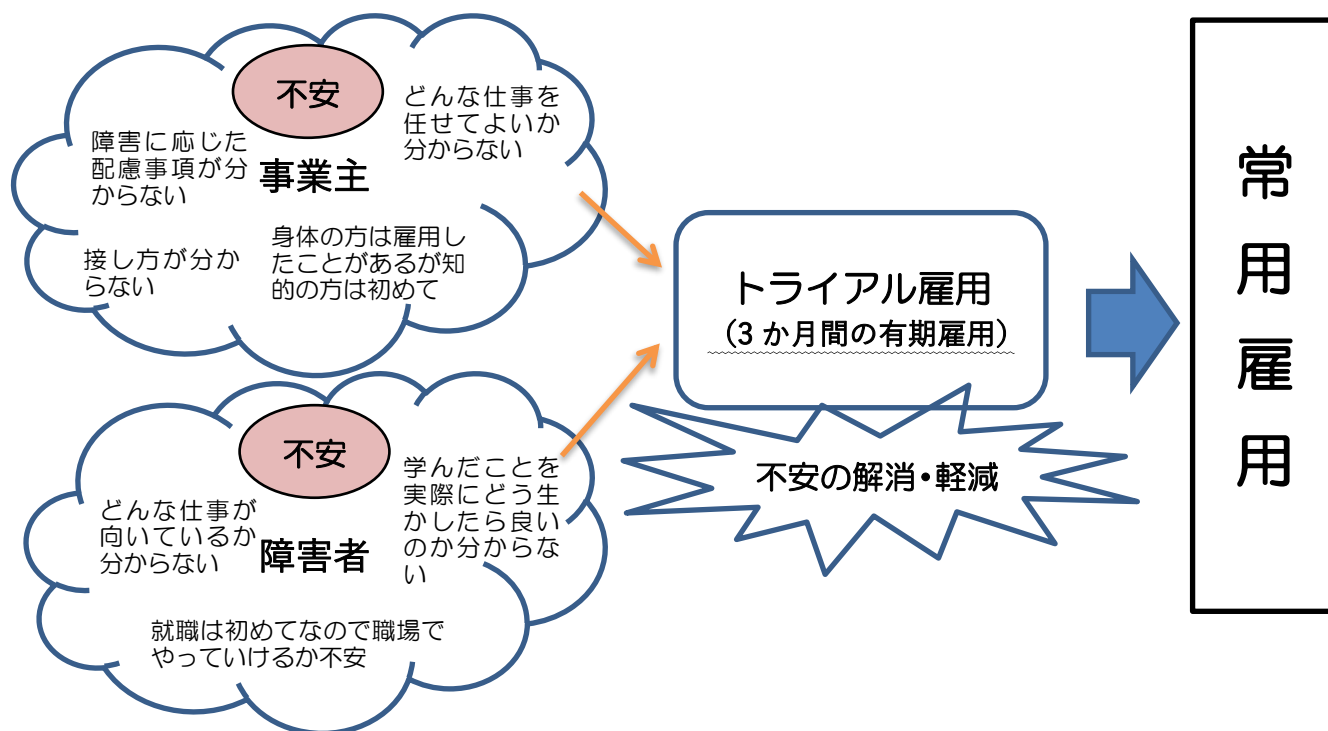 不安
どんな仕事を
任せてよいか
分からない
障害に応じた
配慮事項が分
からない
事業主
接し方が分か
らない
身体の方は雇用し
たことがあるが知
的の方は初めて
不安
学んだことを
実際にどう生
かしたら良い
のか分からな
い
どんな仕事が
向いているか
分からない
障害者
就職は初めてなので職場で
やっていけるか不安
トライアル雇用
（3 か月間の有期雇用）
不安の解消・軽減
常
用
雇
用